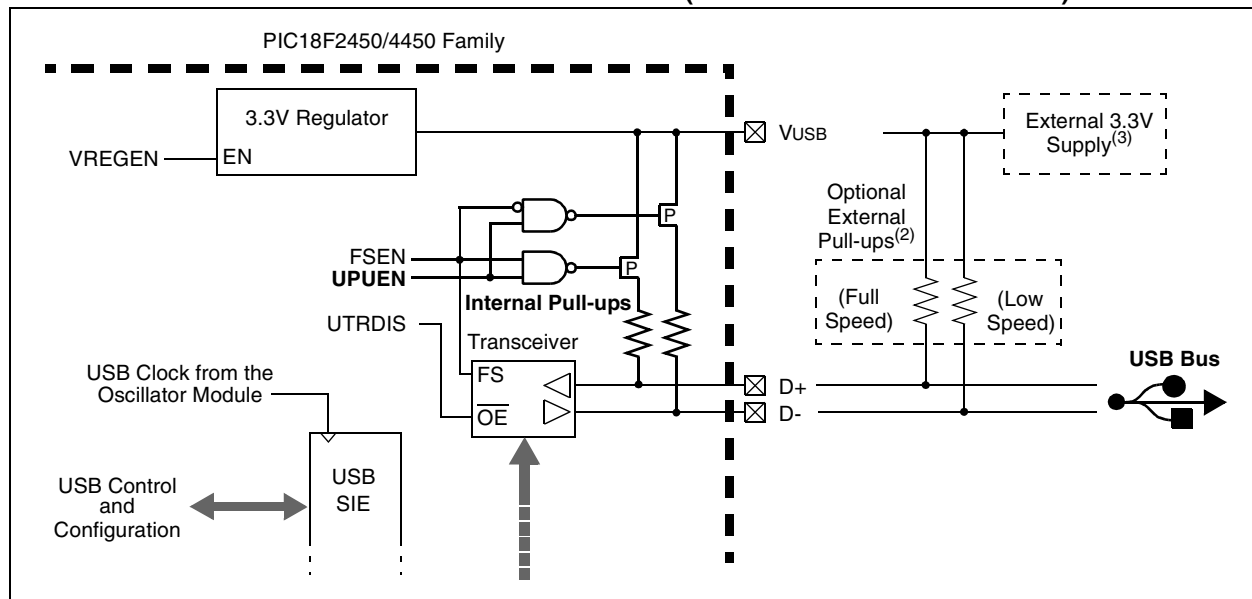 PIC18F2450/4450 Family
3.3V Regulator
VREGEN
EN
VUSB
External 3.3V
Supply(3)
Optional
External
Pull-ups(2)
P
FSEN
P
UPUEN
Internal Pull-ups
(Full
Speed)
(Low
Speed)
UTRDIS
Transceiver
FS
OE
USB Clock from the
Oscillator Module
D+
D-
USB Bus
USB
SIE
USB Control
and
Configuration